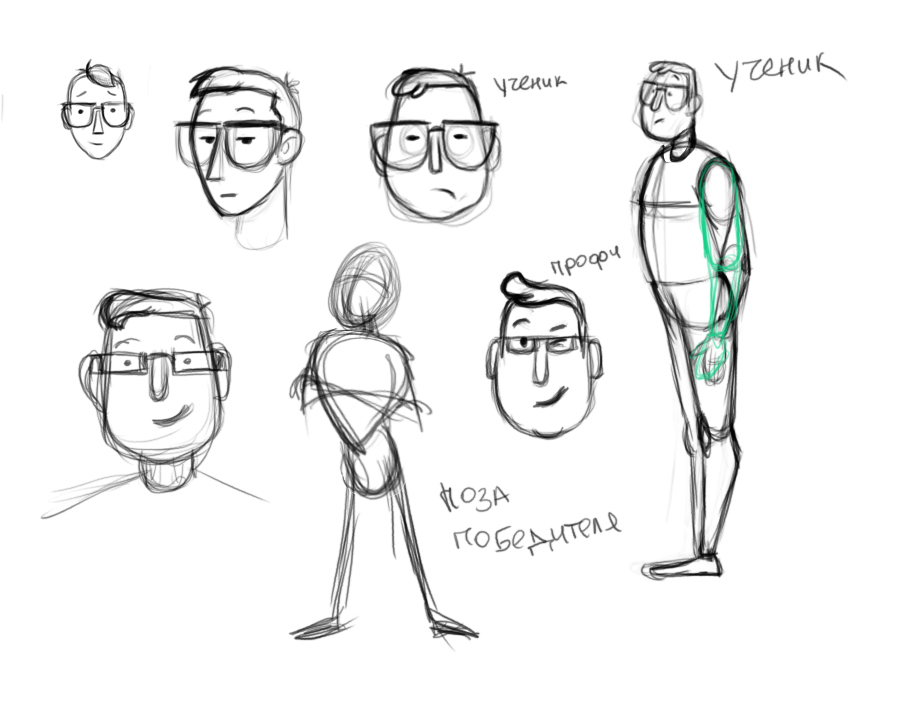 ученик
ученик
профи
поза
победителя